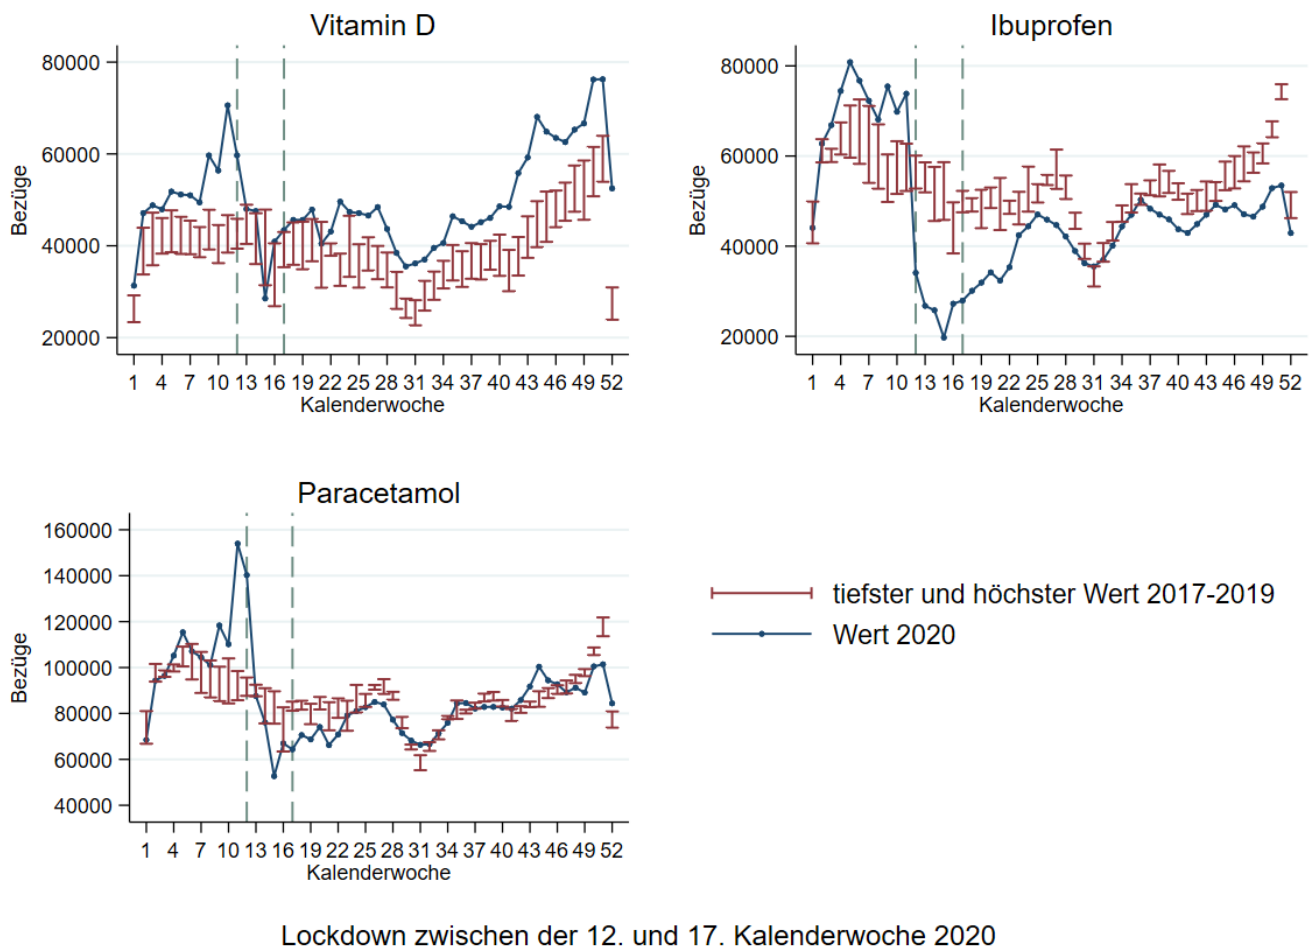 Vitamin D
Bezüge
80000
60000
40000
20000
1 4 7 10 13 16 19 22 25 28 31 34 37 40 43 46 49 52
Kalenderwoche
Ibuprofen
Bezüge
80000
60000
40000
20000
1 4 7 10 13 16 19 22 25 28 31 34 37 40 43 46 49 52
Kalenderwoche
Paracetamol
Bezüge
160000
140000
120000
100000
80000
60000
40000
1 4 7 10 13 16 19 22 25 28 31 34 37 40 43 46 49 52
Kalenderwoche
tiefster und höchster Wert 2017-2019
Wert 2020
Lockdown zwischen der 12. und 17. Kalenderwoche 2020